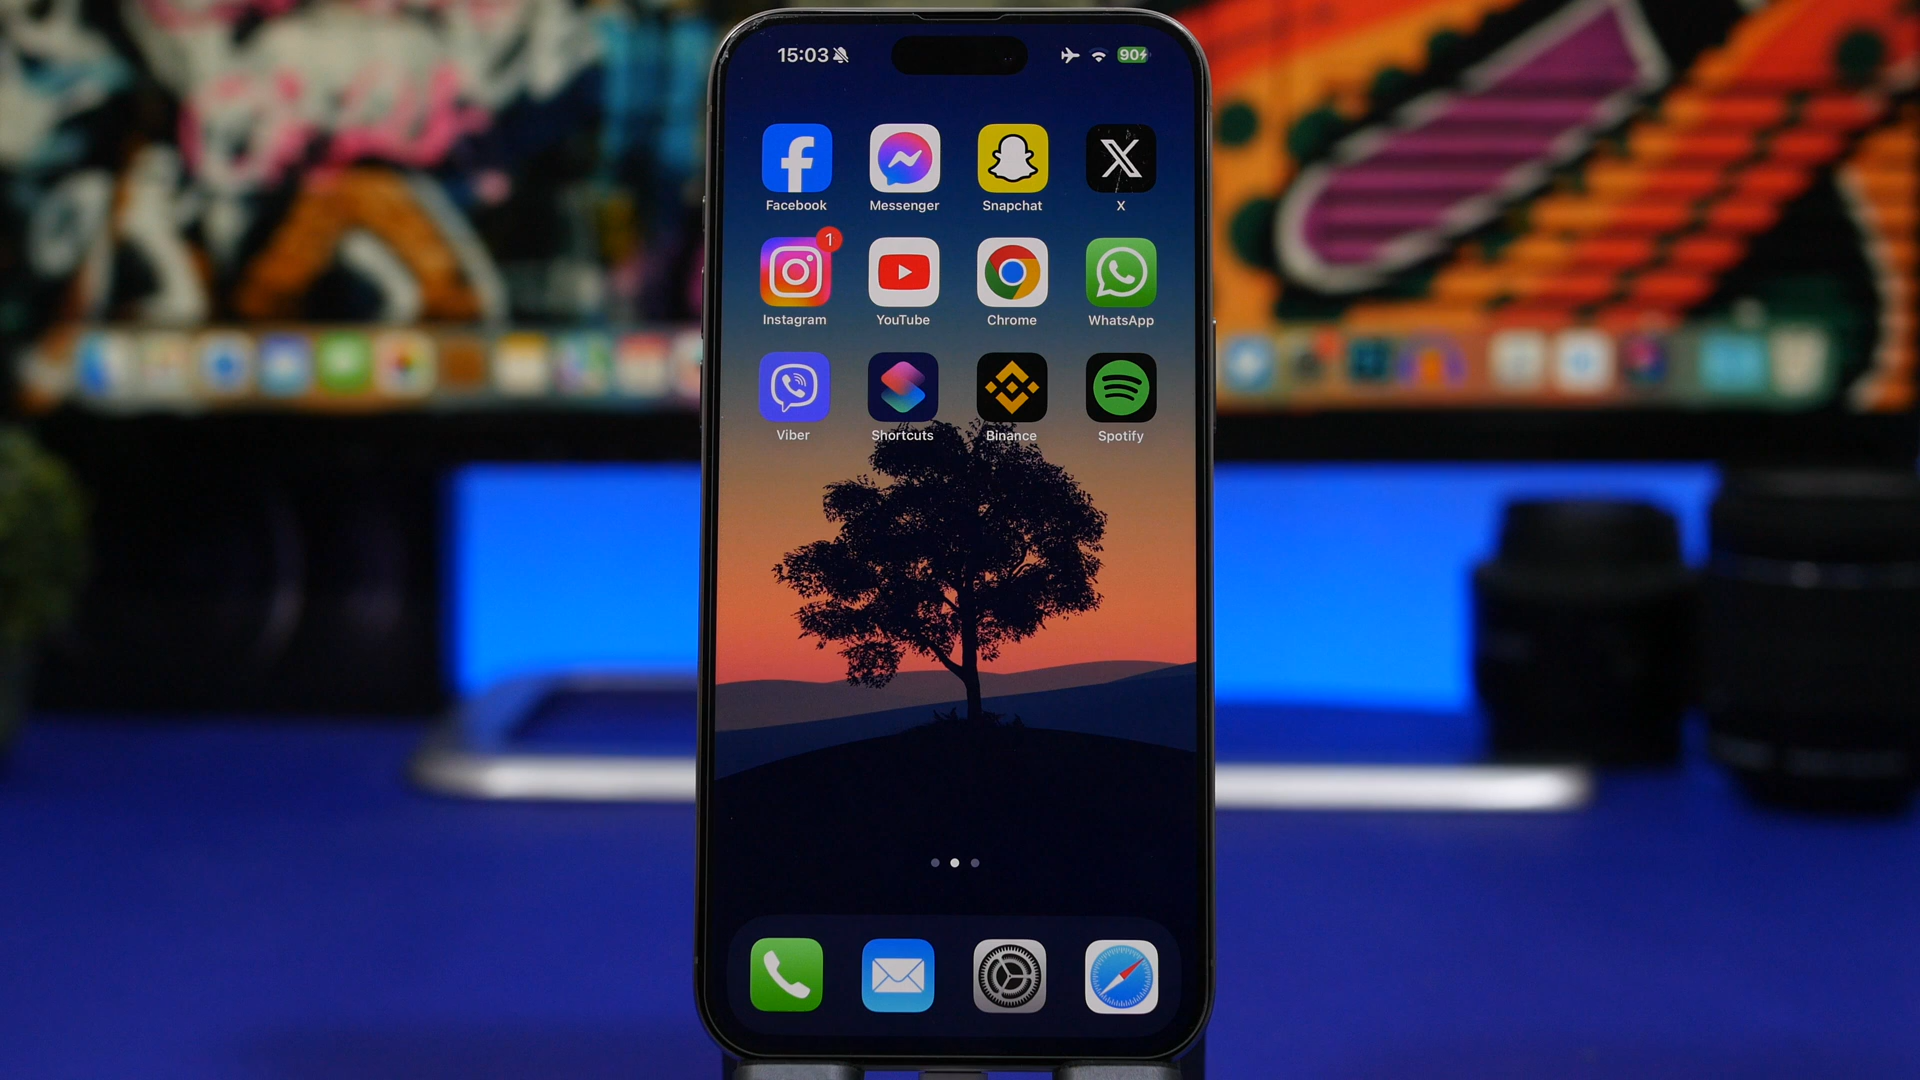 15:03 90
Facebook Messenger Snapchat X
1
Instagram YouTube Chrome WhatsApp
Viber Shortcuts Binance Spotify